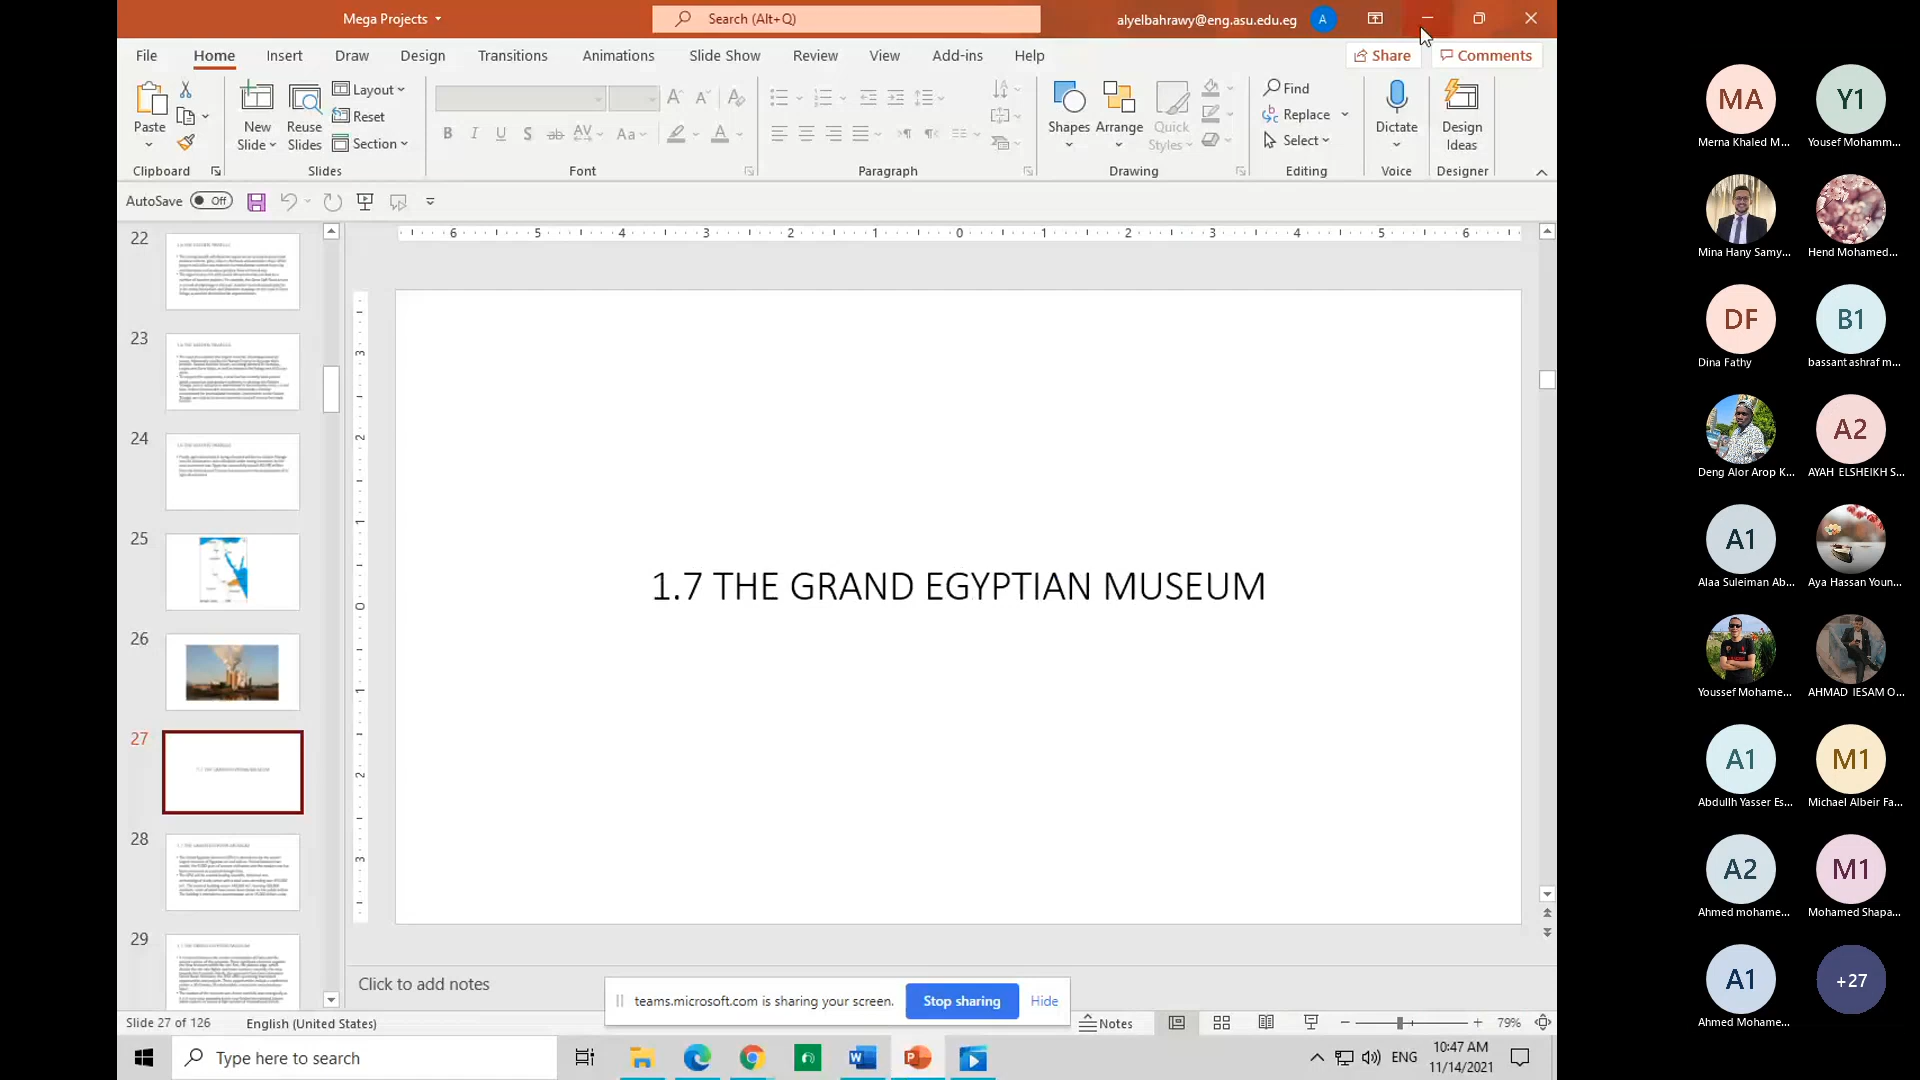 Mega Projects
Search (Alt+Q)
alyelbahrawy@eng.asu.edu.eg
A
File
Home
Insert
Draw
Design
Transitions
Animations
Slide Show
Review
View
Add-ins
Help
Share
Comments
Paste
New
Slide
Reuse
Slides
Layout
Reset
Section
Find
Replace
Select
Shapes
Arrange
Quick
Styles
Dictate
Design
Ideas
Clipboard
Slides
Font
Paragraph
Drawing
Editing
Voice
Designer
AutoSave Off
22
23
24
25
26
27
28
29
1.7 THE GRAND EGYPTIAN MUSEUM
1.7 THE GRAND EGYPTIAN MUSEUM
Click to add notes
teams.microsoft.com is sharing your screen.
Stop sharing
Hide
Slide 27 of 126
English (United States)
Notes
79%
Type here to search
ENG
10:47 AM
11/14/2021
MA
Merna Khaled M...
Y1
Yousef Mohamm...
Mina Hany Samy...
Hend Mohamed...
DF
Dina Fathy
B1
bassant ashraf m...
Deng Alor Arop K...
A2
AYAH ELSHEIKH S...
A1
Alaa Suleiman Ab...
Aya Hassan Youn...
Youssef Mohame...
AHMAD IESAM O...
A1
Abdullh Yasser Es...
M1
Michael Albeir Fa...
A2
Ahmed mohame...
M1
Mohamed Shapa...
A1
Ahmed Mohame...
+27